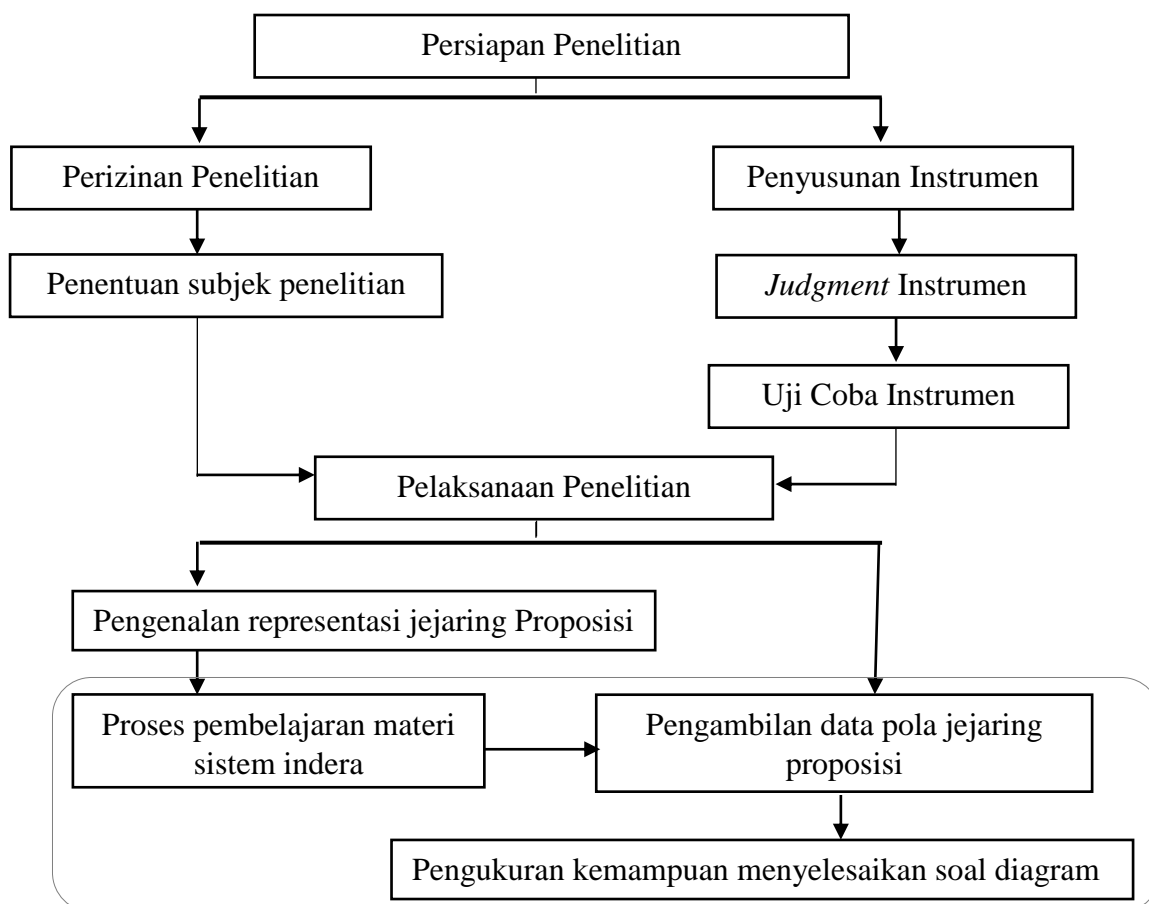 Persiapan Penelitian
Perizinan Penelitian
Penyusunan Instrumen
Penentuan subjek penelitian
Judgment Instrumen
Uji Coba Instrumen
Pelaksanaan Penelitian
Pengenalan representasi jejaring Proposisi
Proses pembelajaran materi
sistem indera
Pengambilan data pola jejaring
proposisi
Pengukuran kemampuan menyelesaikan soal diagram